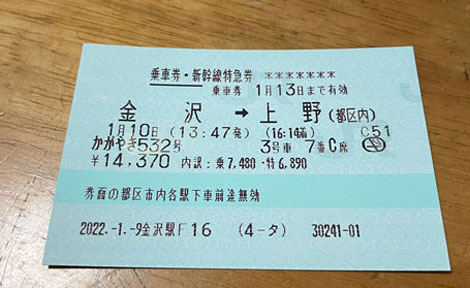 乗車券・新幹線特急券 *******
乗車券 1月13日まで有効
金沢 → 上野(都区内)
1月10日(13:47発) (16:14着) C51
かがやき532号 3号車 7番C席
¥14,370 内訳:乗7,480・特6,890
券面の都区市内各駅下車前途無効
2022.-1.-9金沢駅F16 (4-タ) 30241-01